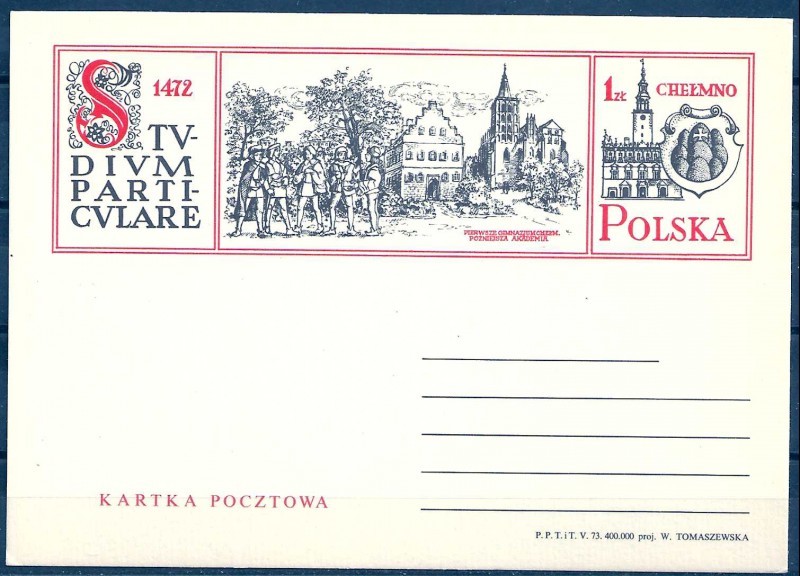 1472
STV-
DIVM
PARTI-
CVLARE
PIERWSZE GIMNAZJUM CHEŁM.
PÓŹNIEJSZA AKADEMIA
1 ZŁ CHEŁMNO
POLSKA
KARTKA POCZTOWA
P. P. T. i T. V. 73. 400.000 proj. W. TOMASZEWSKA